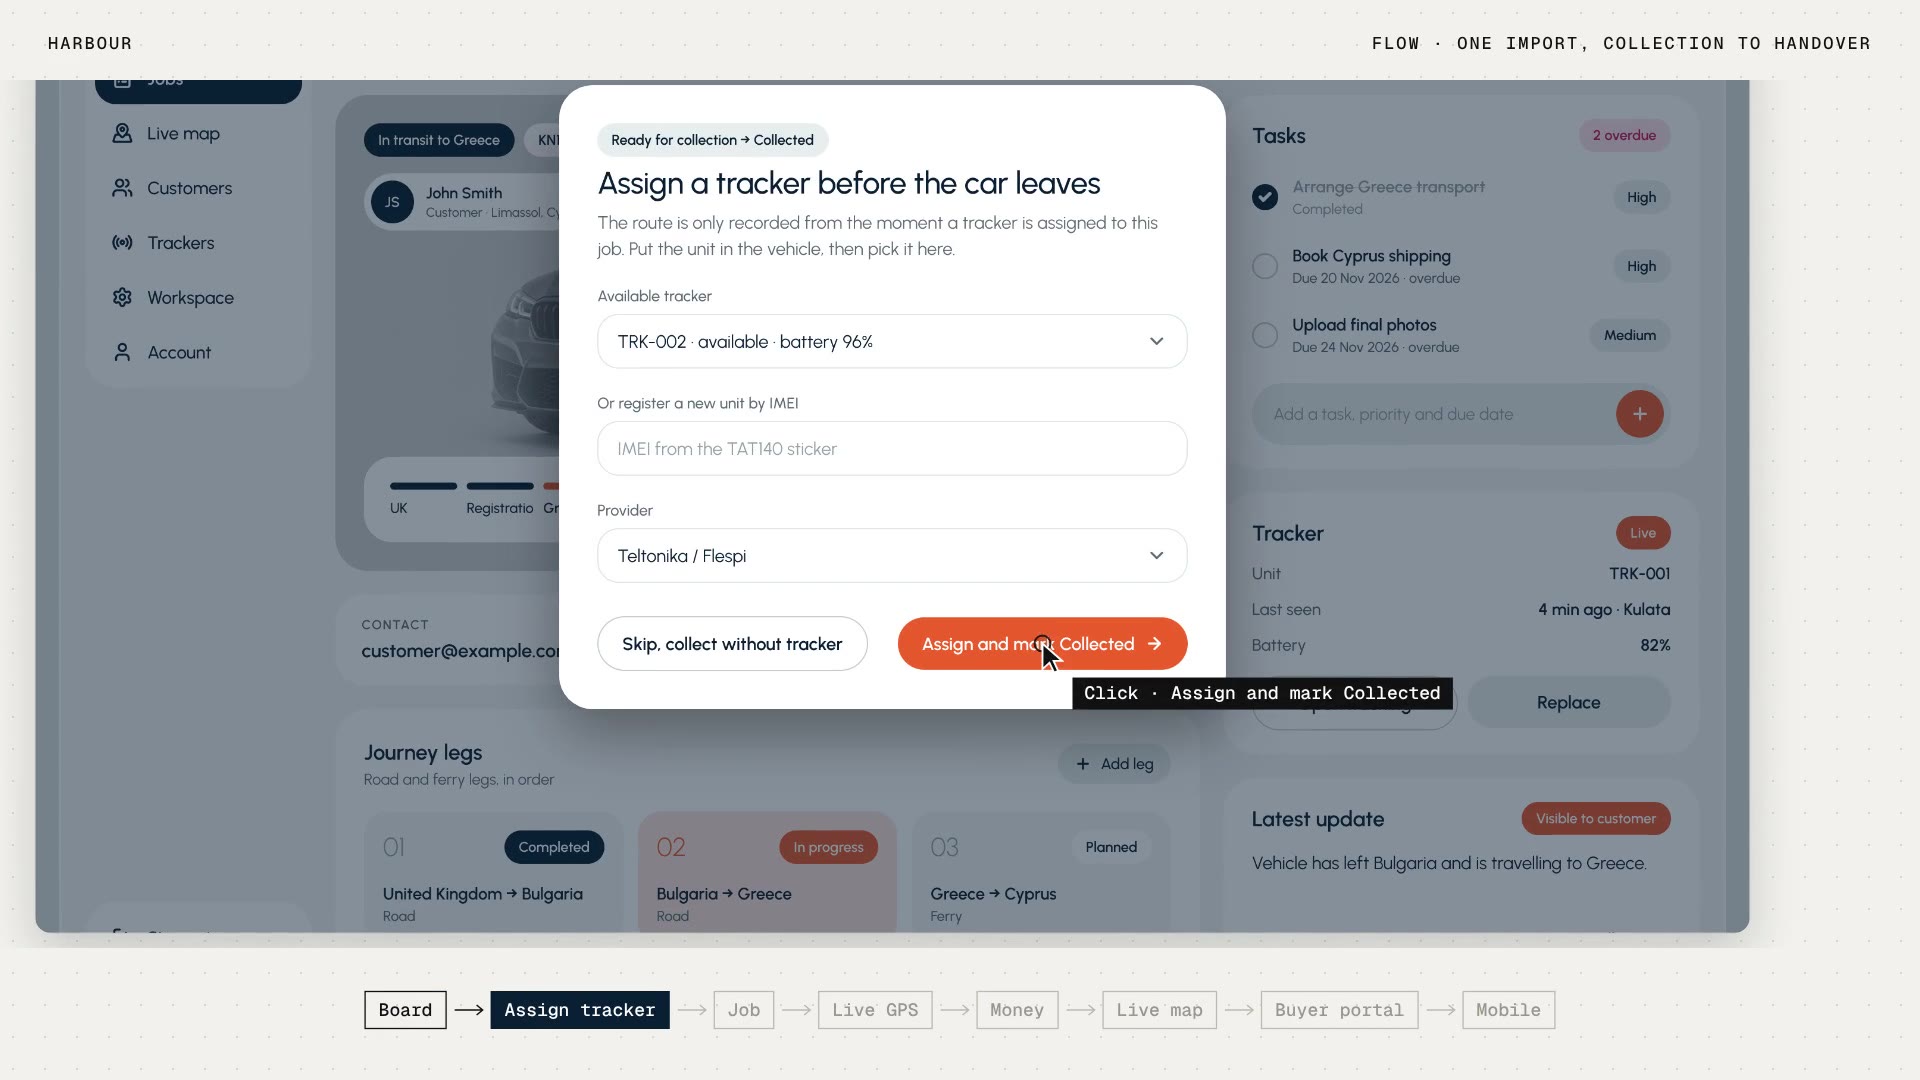 HARBOUR
FLOW · ONE IMPORT, COLLECTION TO HANDOVER
Jobs
Live map
Customers
Trackers
Workspace
Account
In transit to Greece
JS
John Smith
Customer · Limassol, Cy
UK
Registratio
CONTACT
Ready for collection → Collected
Assign a tracker before the car leaves
The route is only recorded from the moment a tracker is assigned to this
job. Put the unit in the vehicle, then pick it here.
Available tracker
TRK-002 · available · battery 96%
Or register a new unit by IMEI
IMEI from the TAT140 sticker
Provider
Teltonika / Flespi
Skip, collect without tracker
Assign and mark Collected →
Click · Assign and mark Collected
Tasks
2 overdue
Arrange Greece transport
Completed
High
Book Cyprus shipping
Due 20 Nov 2026 · overdue
High
Upload final photos
Due 24 Nov 2026 · overdue
Medium
Add a task, priority and due date
Tracker
Live
Unit
TRK-001
Last seen
4 min ago · Kulata
Battery
82%
Replace
Journey legs
Road and ferry legs, in order
+ Add leg
01
Completed
United Kingdom → Bulgaria
Road
02
In progress
Bulgaria → Greece
Road
03
Planned
Greece → Cyprus
Ferry
Latest update
Visible to customer
Vehicle has left Bulgaria and is travelling to Greece.
Board → Assign tracker → Job → Live GPS → Money → Live map → Buyer portal → Mobile